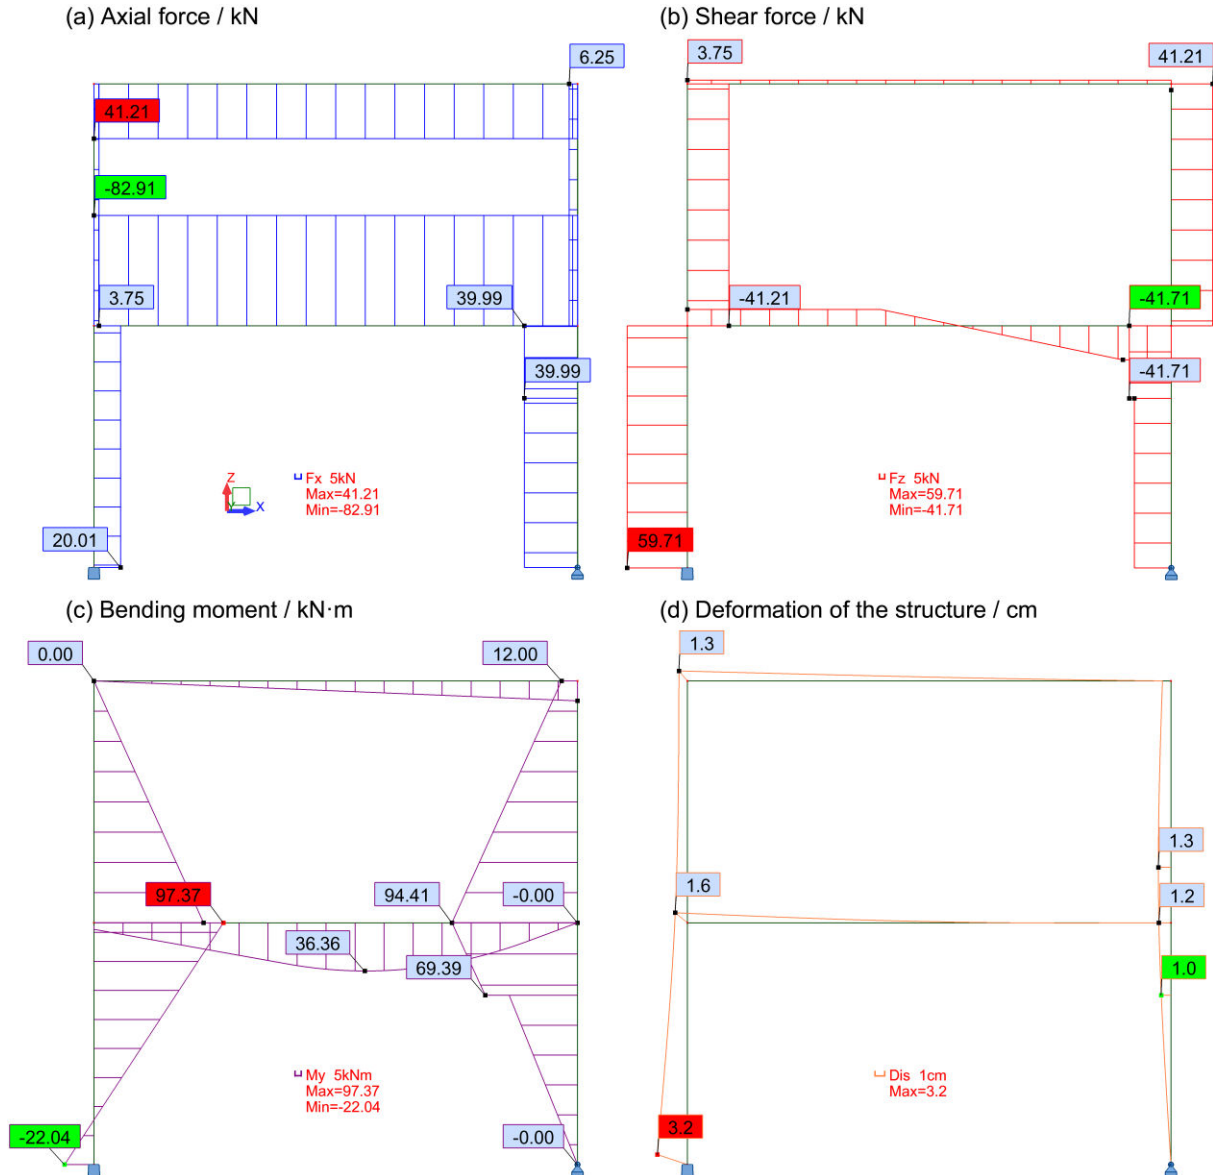 (a) Axial force / kN
6.25
41.21
-82.91
3.75
39.99
39.99
Fx 5kN
Max=41.21
Min=-82.91
Z
X
20.01
(b) Shear force / kN
3.75
41.21
-41.21
-41.71
-41.71
Fz 5kN
Max=59.71
Min=-41.71
59.71
(c) Bending moment / kN·m
0.00
12.00
97.37
94.41
-0.00
36.36
69.39
My 5kNm
Max=97.37
Min=-22.04
-22.04
-0.00
(d) Deformation of the structure / cm
1.3
1.3
1.6
1.2
1.0
Dis 1cm
Max=3.2
3.2